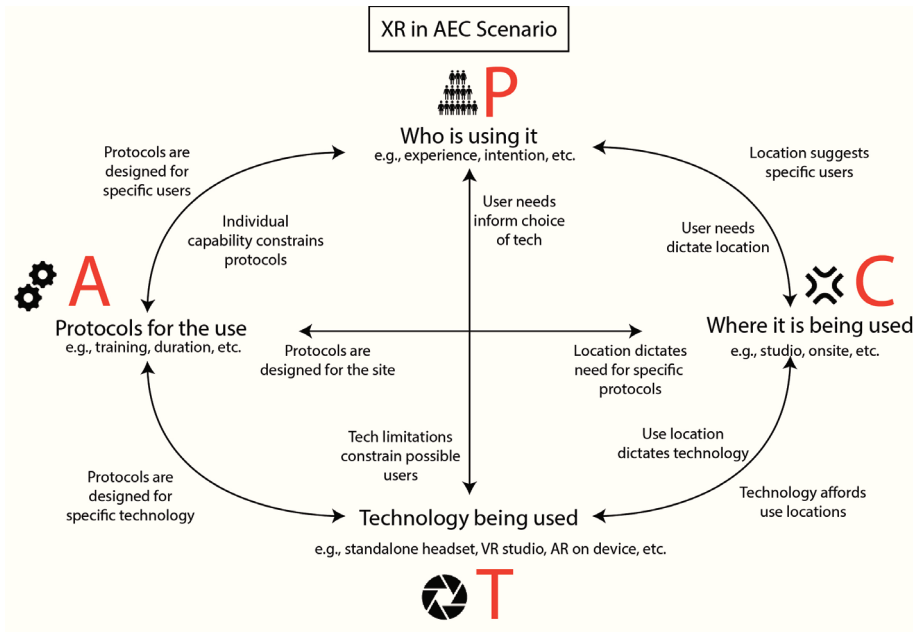 XR in AEC Scenario
P
Who is using it
e.g., experience, intention, etc.
Protocols are
designed for
specific users
Location suggests
specific users
User needs
inform choice
of tech
Individual
capability constrains
protocols
User needs
dictate location
A
C
Protocols for the use
e.g., training, duration, etc.
Where it is being used
e.g., studio, onsite, etc.
Protocols are
designed for the site
Location dictates
need for specific
protocols
Tech limitations
constrain possible
users
Use location
dictates technology
Protocols are
designed for
specific technology
Technology affords
use locations
Technology being used
e.g., standalone headset, VR studio, AR on device, etc.
T